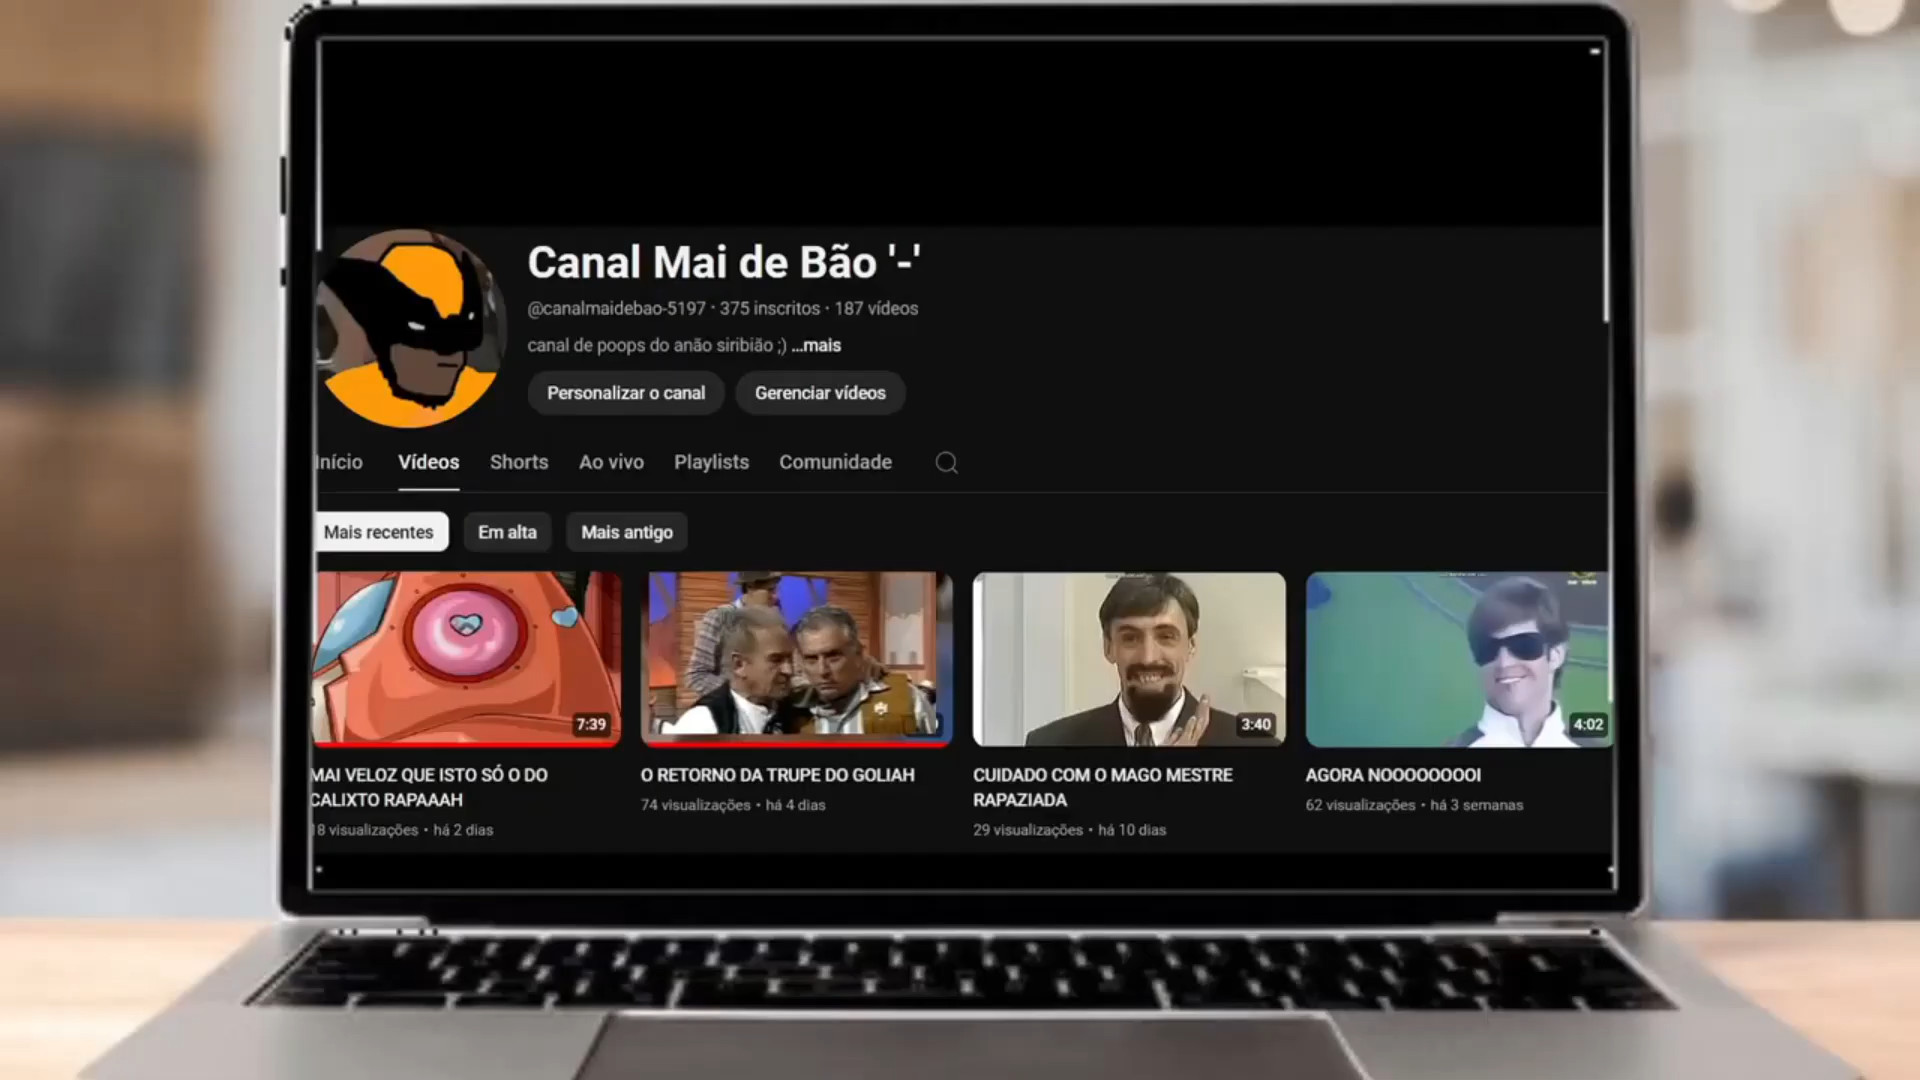 Canal Mai de Bão '-'
@canalmaidebao-5197 · 375 inscritos · 187 vídeos
canal de poops do anão siribião ;) ...mais
Personalizar o canal Gerenciar vídeos
Início Vídeos Shorts Ao vivo Playlists Comunidade
Mais recentes Em alta Mais antigo
7:39 3:40 4:02
MAI VELOZ QUE ISTO SÓ O DO
CALIXTO RAPAAAH
18 visualizações · há 2 dias
O RETORNO DA TRUPE DO GOLIAH
74 visualizações · há 4 dias
CUIDADO COM O MAGO MESTRE
RAPAZIADA
29 visualizações · há 10 dias
AGORA NOOOOOOOOI
62 visualizações · há 3 semanas